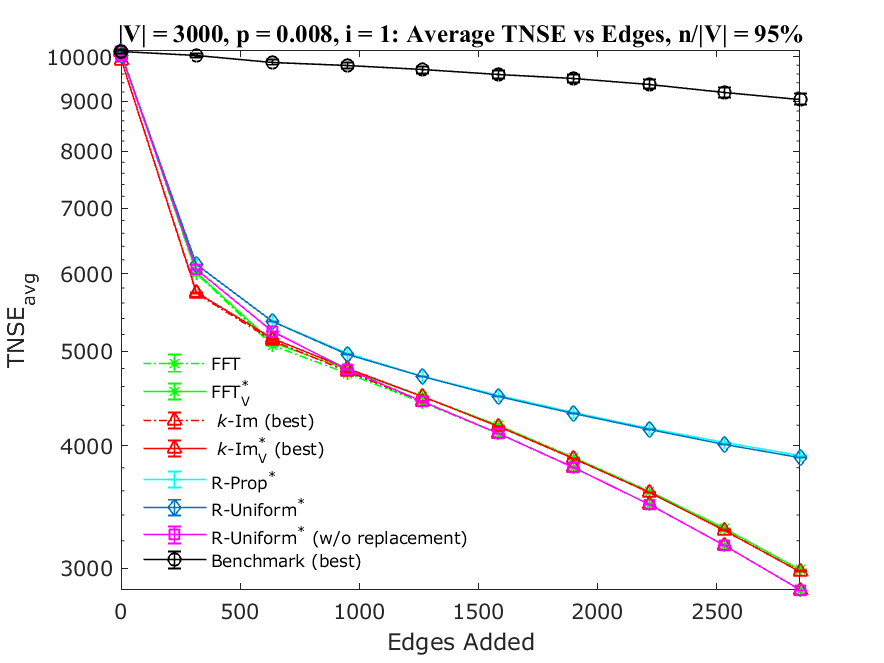 |V| = 3000, p = 0.008, i = 1: Average TNSE vs Edges, n/|V| = 95%
10000
9000
8000
7000
6000
5000
4000
3000
TNSE_avg
FFT
FFT*_V
k-Im (best)
k-Im*_V (best)
R-Prop*
R-Uniform*
R-Uniform* (w/o replacement)
Benchmark (best)
0 500 1000 1500 2000 2500
Edges Added